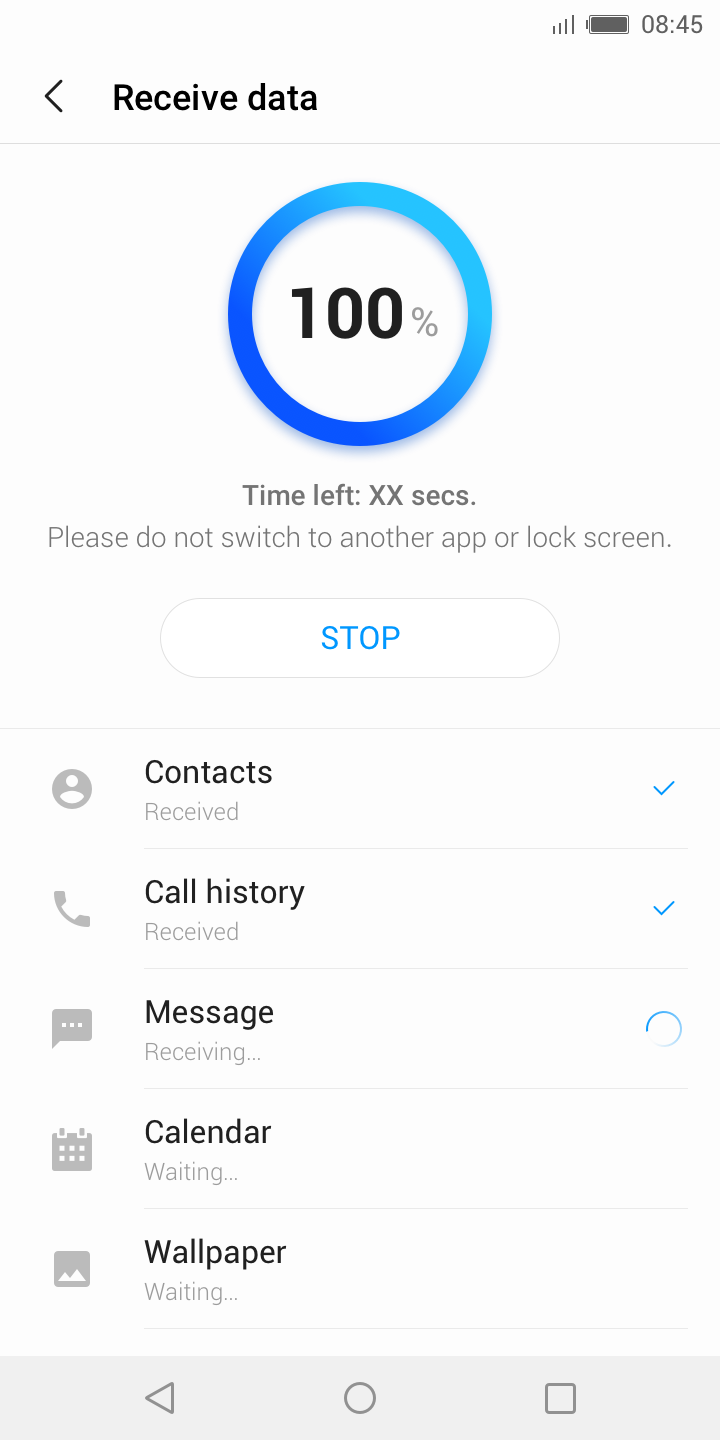 08:45
Receive data
100 %
Time left: XX secs.
Please do not switch to another app or lock screen.
STOP
Contacts
Received
Call history
Received
Message
Receiving...
Calendar
Waiting...
Wallpaper
Waiting...